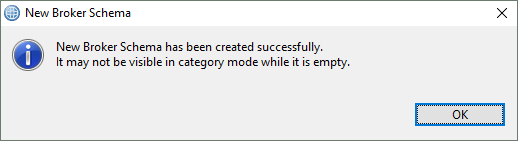 New Broker Schema
New Broker Schema has been created successfully.
It may not be visible in category mode while it is empty.
OK